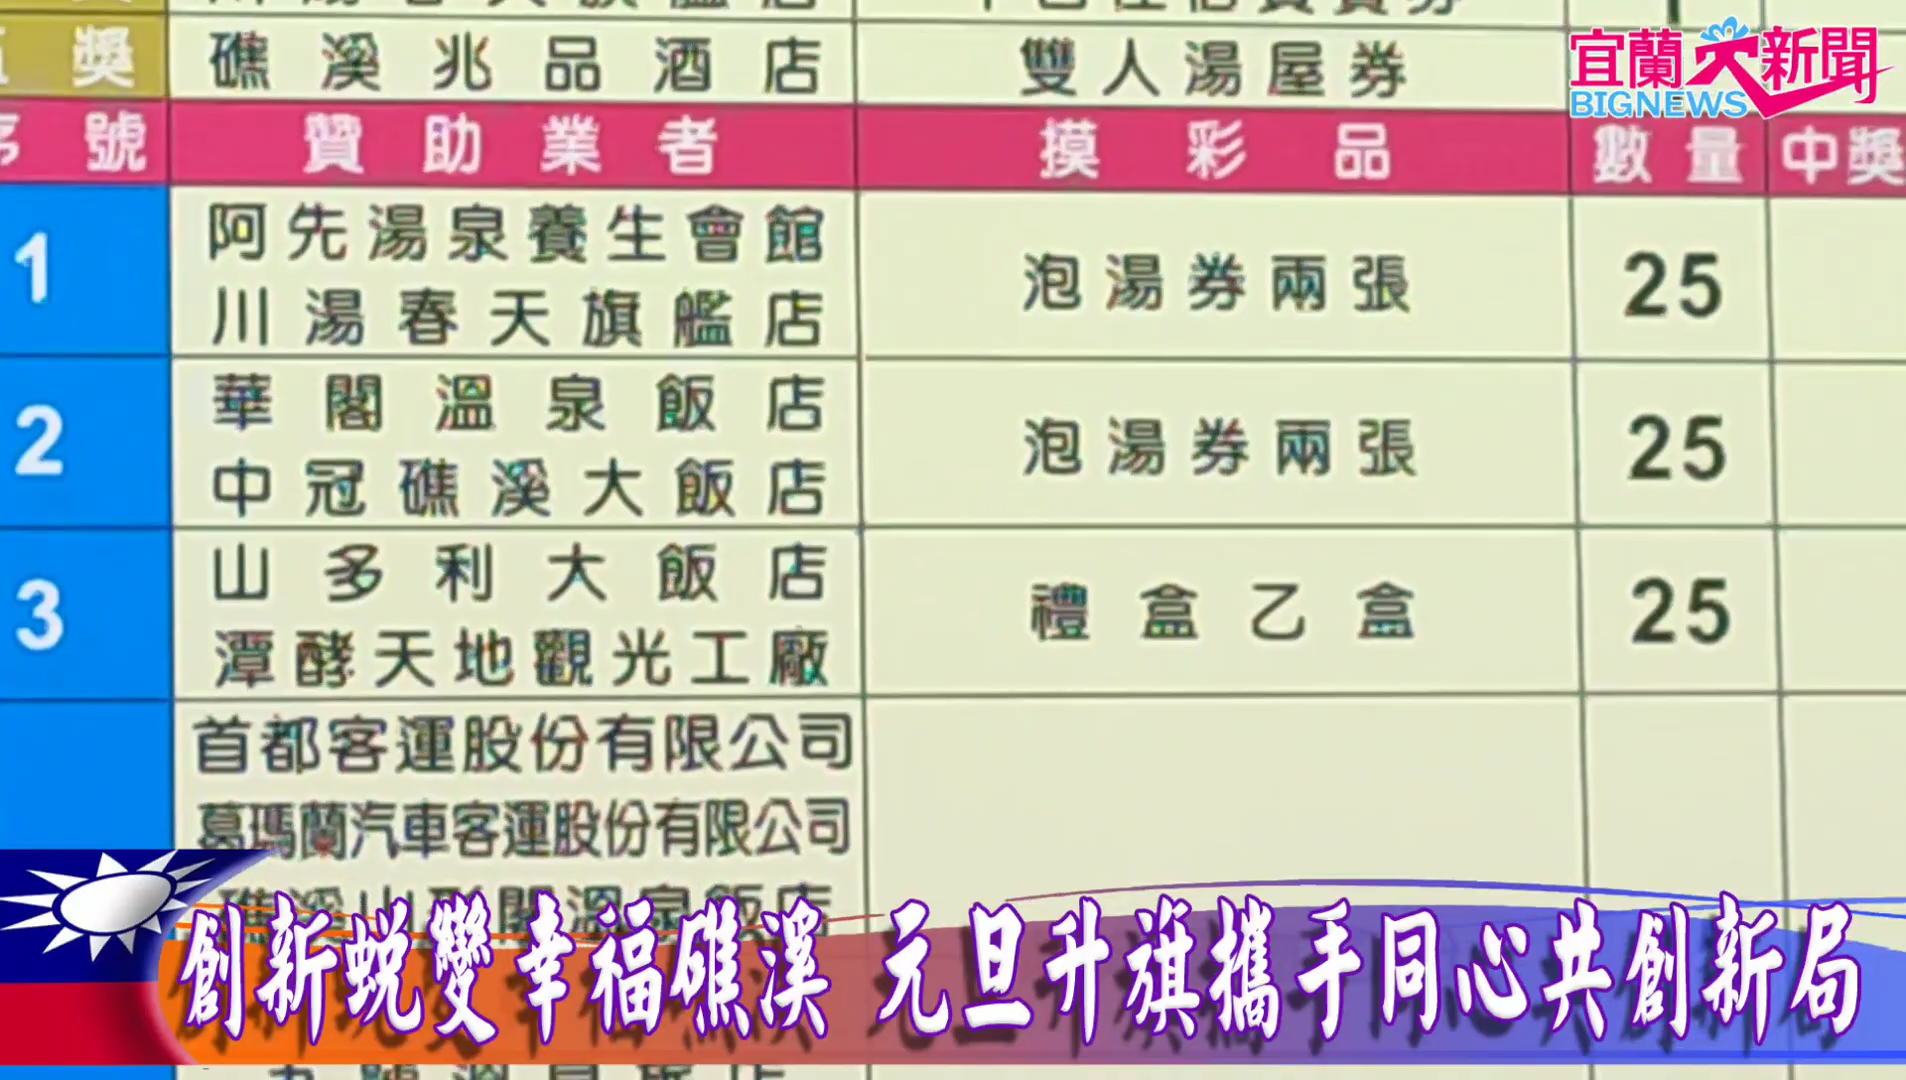 獎 礁溪兆品酒店 雙人湯屋券
宜蘭大新聞
BIGNEWS
號 贊助業者 摸彩品 數量 中獎
1 阿先湯泉養生會館 泡湯券兩張 25
川湯春天旗艦店
2 華閣溫泉飯店 泡湯券兩張 25
中冠礁溪大飯店
3 山多利大飯店 禮盒乙盒 25
潭酵天地觀光工廠
首都客運股份有限公司
葛瑪蘭汽車客運股份有限公司
創新蛻變幸福礁溪 元旦升旗攜手同心共創新局